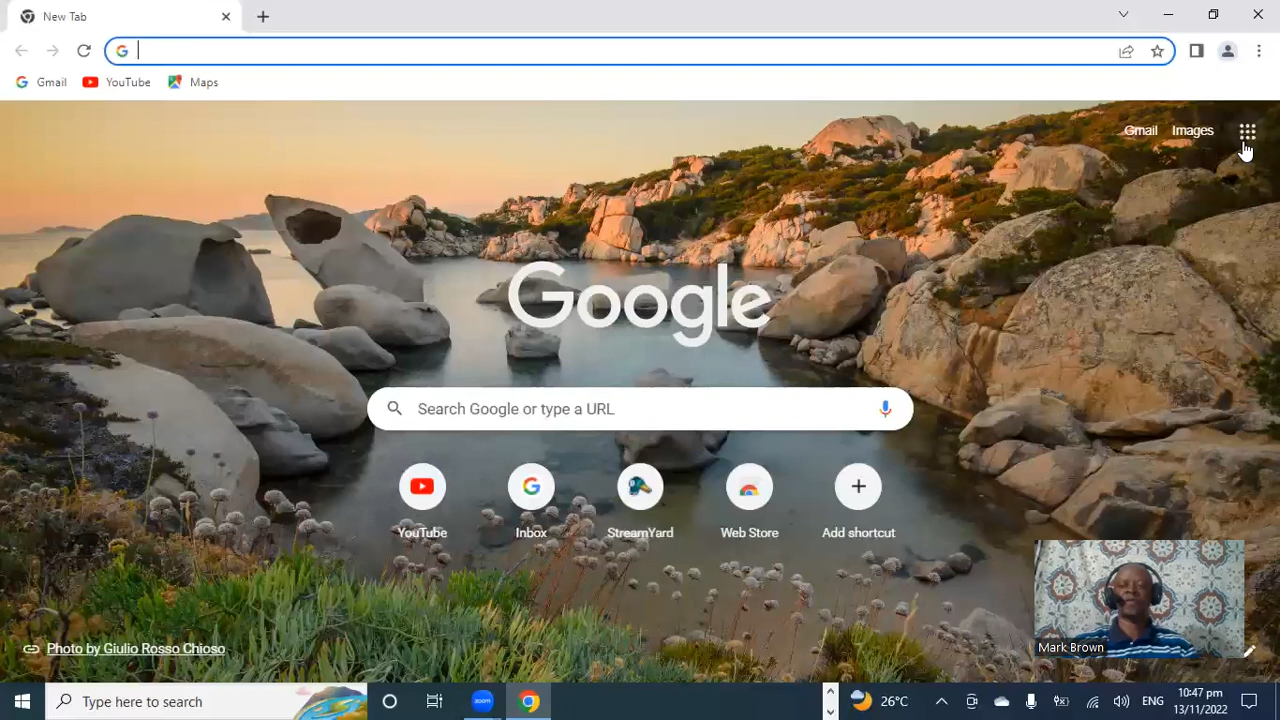 New Tab
Gmail YouTube Maps
Gmail Images
Google
Search Google or type a URL
YouTube Inbox StreamYard Web Store Add shortcut
Photo by Giulio Rosso Chioso
Mark Brown
Type here to search
zoom
26°C
ENG
10:47 pm
13/11/2022